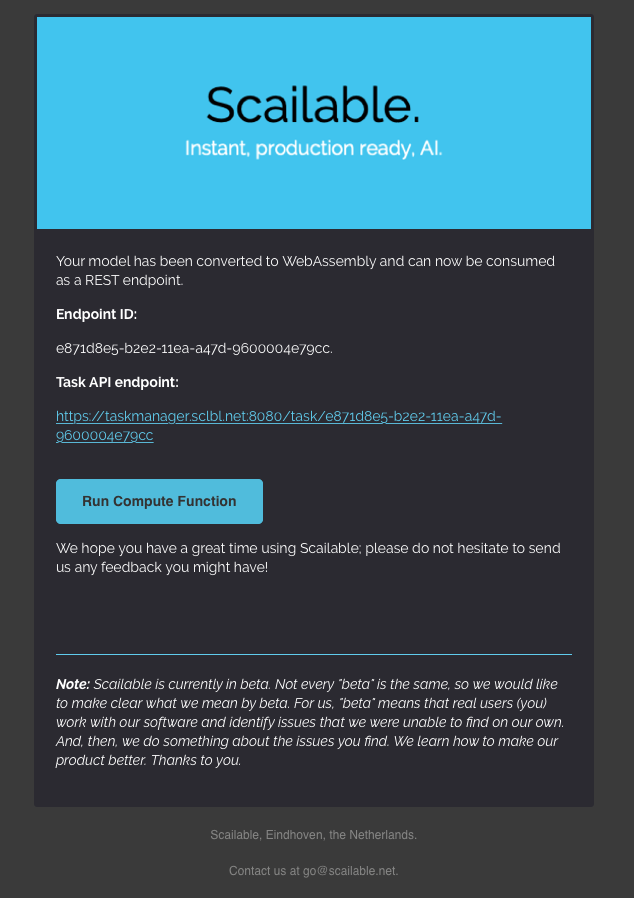 Scailable.
Instant, production ready, AI.
Your model has been converted to WebAssembly and can now be consumed
as a REST endpoint.
Endpoint ID:
e871d8e5-b2e2-11ea-a47d-9600004e79cc.
Task API endpoint:
https://taskmanager.sclbl.net:8080/task/e871d8e5-b2e2-11ea-a47d-
9600004e79cc
Run Compute Function
We hope you have a great time using Scailable; please do not hesitate to send
us any feedback you might have!
Note: Scailable is currently in beta. Not every "beta" is the same, so we would like
to make clear what we mean by beta. For us, "beta" means that real users (you)
work with our software and identify issues that we were unable to find on our own.
And, then, we do something about the issues you find. We learn how to make our
product better. Thanks to you.
Scailable, Eindhoven, the Netherlands.
Contact us at go@scailable.net.